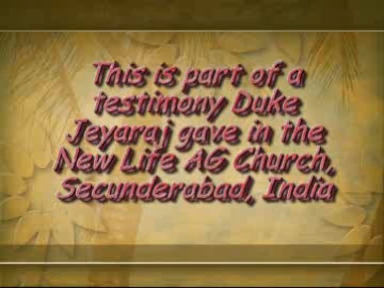 This is part of a
testimony Duke
Jeyaraj gave in the
New Life AG Church,
Secunderabad, India